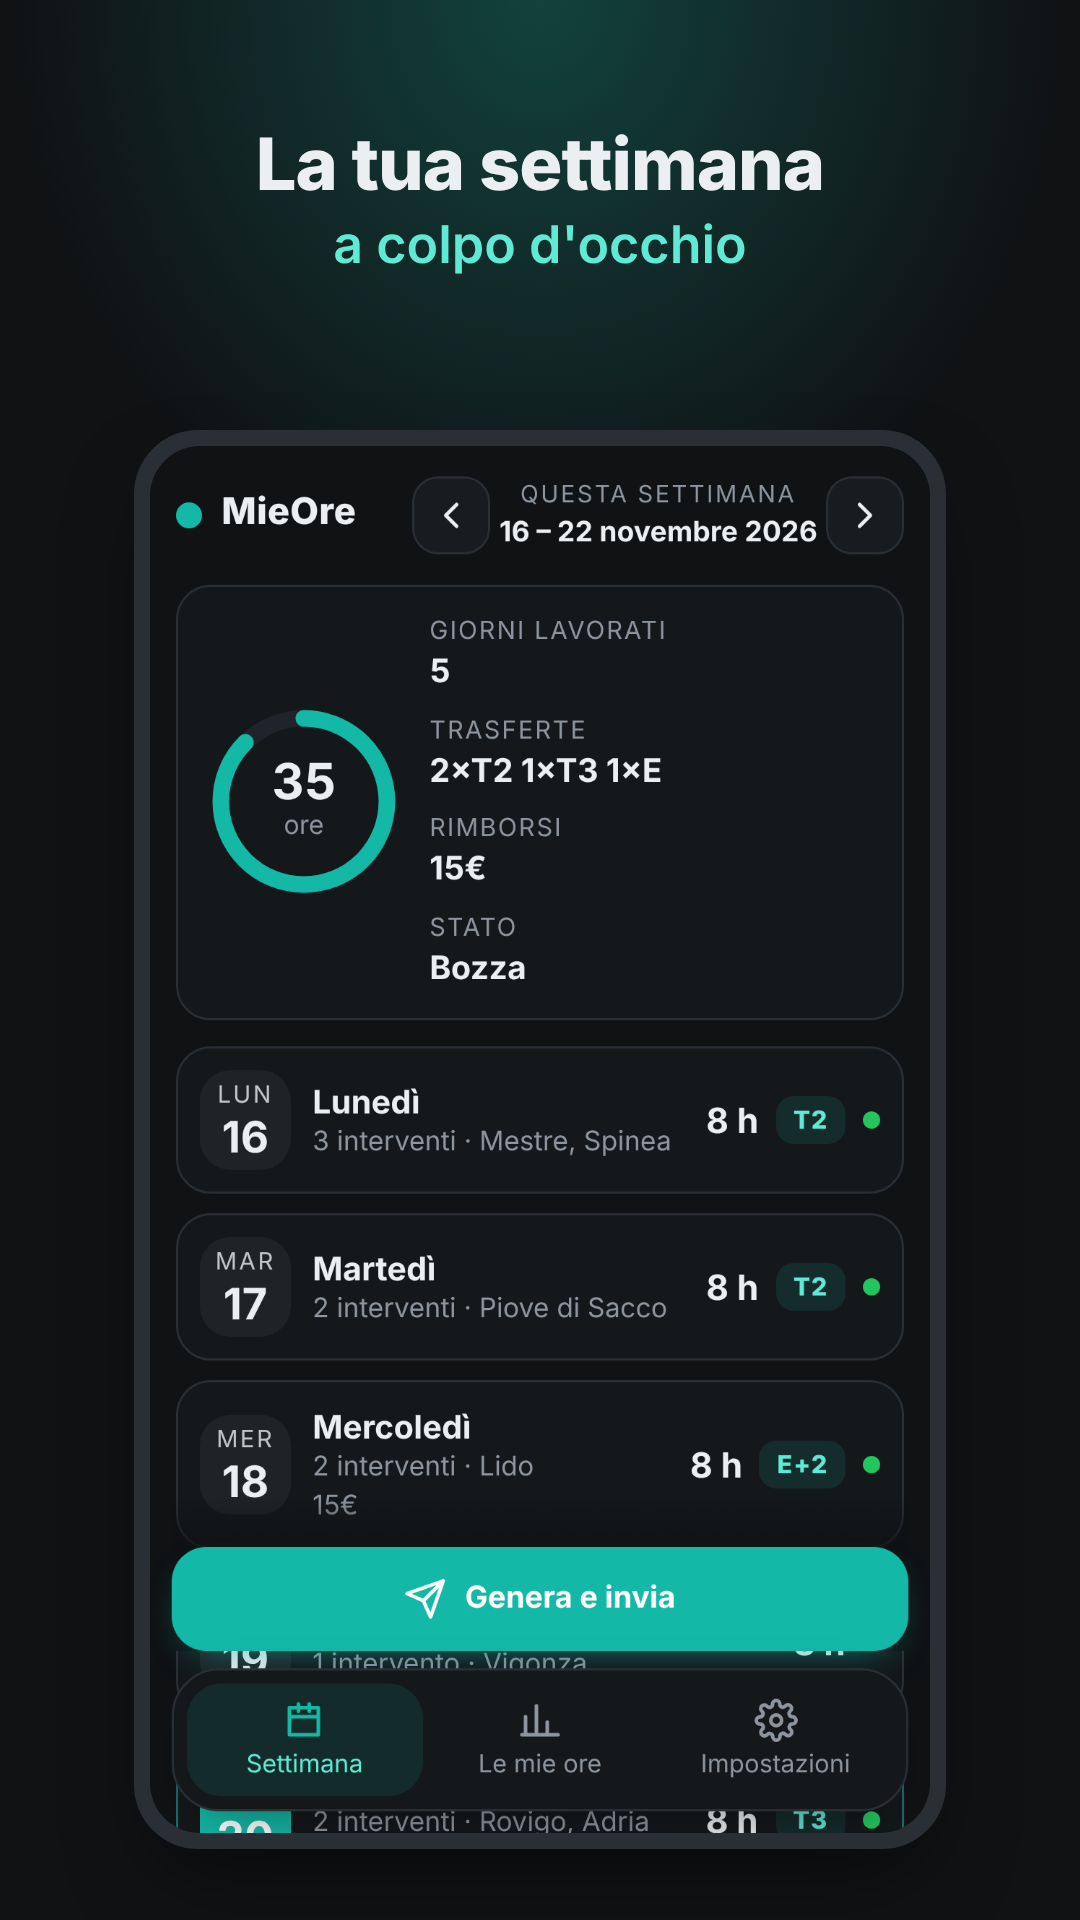 La tua settimana
a colpo d'occhio
MieOre
QUESTA SETTIMANA
16 – 22 novembre 2026
35
ore
GIORNI LAVORATI
5
TRASFERTE
2×T2 1×T3 1×E
RIMBORSI
15€
STATO
Bozza
LUN
16
Lunedì
3 interventi · Mestre, Spinea
8 h
T2
MAR
17
Martedì
2 interventi · Piove di Sacco
8 h
T2
MER
18
Mercoledì
2 interventi · Lido
15€
8 h
E+2
Genera e invia
19
1 intervento · Vigonza
Settimana
Le mie ore
Impostazioni
20
2 interventi · Rovigo, Adria
8 h
T3